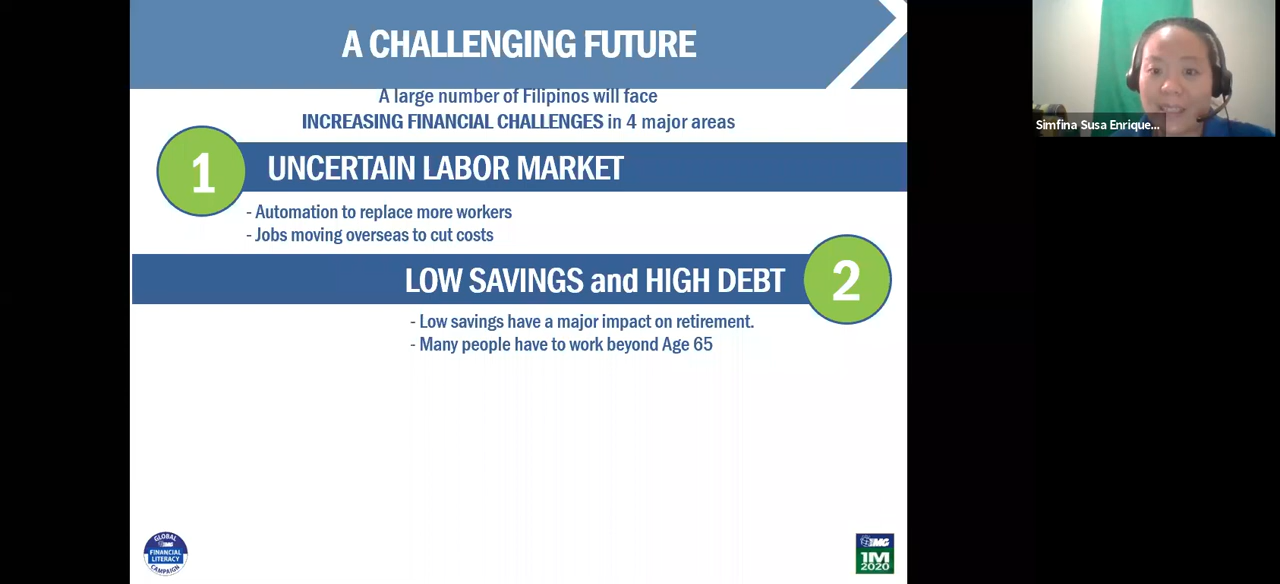 A CHALLENGING FUTURE
A large number of Filipinos will face
INCREASING FINANCIAL CHALLENGES in 4 major areas
1
UNCERTAIN LABOR MARKET
- Automation to replace more workers
- Jobs moving overseas to cut costs
LOW SAVINGS and HIGH DEBT
2
- Low savings have a major impact on retirement.
- Many people have to work beyond Age 65
Simfina Susa Enrique...
GLOBAL
IMG
FINANCIAL
LITERACY
CAMPAIGN
IMG
1M
2020